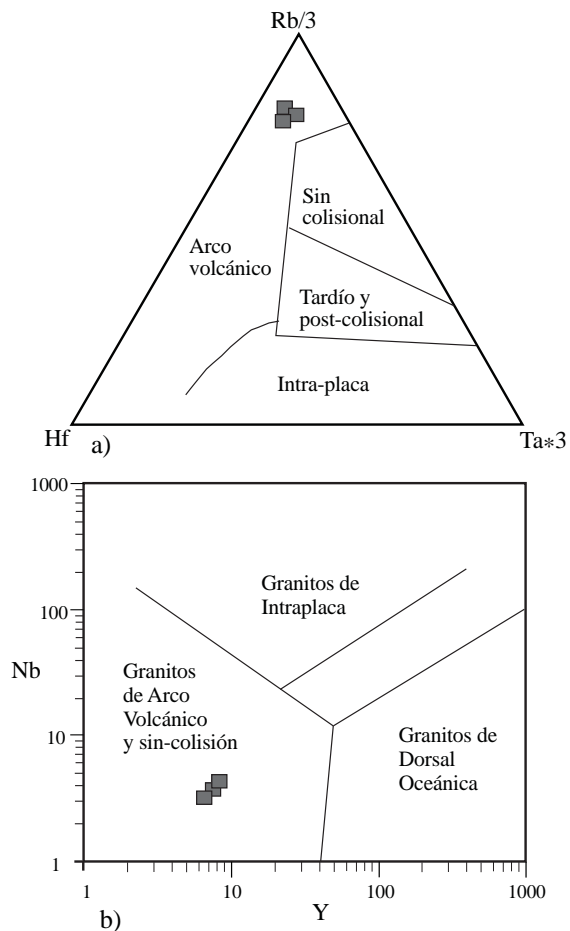 Rb/3
Sin
colisional
Arco
volcánico
Tardío y
post-colisional
Intra-placa
Hf
a)
Ta*3
1000
Granitos de
Intraplaca
100
Nb
Granitos
de Arco
Volcánico
y sin-colisión
10
Granitos de
Dorsal
Oceánica
1
1
10
100
1000
b)
Y